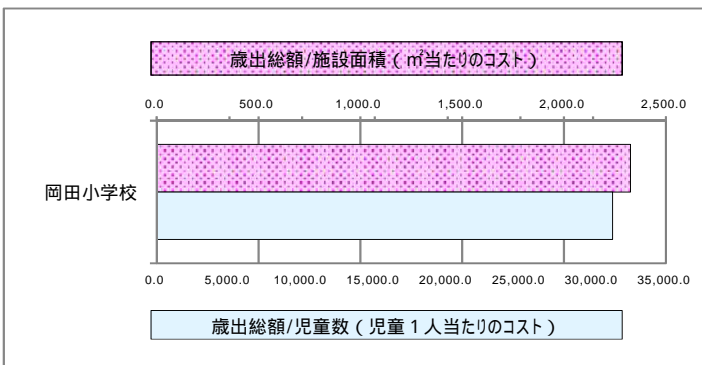 歳出総額/施設面積（㎡当たりのコスト）
0.0 500.0 1,000.0 1,500.0 2,000.0 2,500.0
岡田小学校
0.0 5,000.0 10,000.0 15,000.0 20,000.0 25,000.0 30,000.0 35,000.0
歳出総額/児童数（児童１人当たりのコスト）